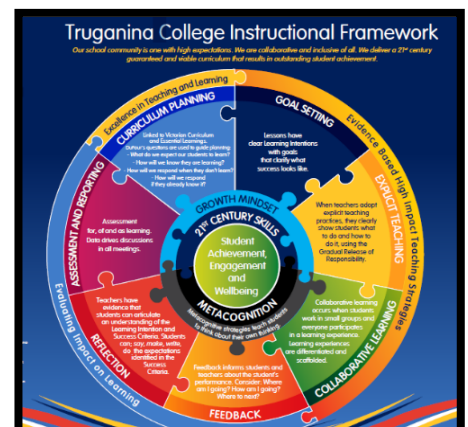 Truganina College Instructional Framework
Our school community is one with high expectations. We are collaborative and inclusive of all. We deliver a 21st century
guaranteed and viable curriculum that results in outstanding student achievement.
Excellence in Teaching and Learning
CURRICULUM PLANNING
Linked to Victorian Curriculum
and Essential Learnings.
DuFour's questions are used to guide planning
- What do we expect our students to learn?
- How will we know they are learning?
- How will we respond when they don't learn?
- How will we respond
if they already know it?
GOAL SETTING
Lessons have
clear Learning Intentions
with goals
that clarify what
success looks like.
Evidence Based High Impact Teaching Strategies
EXPLICIT TEACHING
When teachers adopt
explicit teaching
practices, they clearly
show students what
to do and how to
do it, using the
Gradual Release of
Responsibility.
ASSESSMENT AND REPORTING
Assessment
for, of and as learning.
Data drives discussions
in all meetings.
GROWTH MINDSET
21ST CENTURY SKILLS
Student
Achievement,
Engagement
and
Wellbeing
METACOGNITION
Metacognitive strategies teach students
to think about their own thinking.
Evaluating Impact on Learning
REFLECTION
Teachers have
evidence that
students can articulate
an understanding of the
Learning Intention and
Success Criteria. Students
can; say, make, write,
do the expectations
identified in the
Success
Criteria.
COLLABORATIVE LEARNING
Collaborative learning
occurs when students
work in small groups and
everyone participates
in a learning experience.
Learning experiences
are differentiated and
scaffolded.
Feedback informs students and
teachers about the student's
performance. Consider: Where
am I going? How am I going?
Where to next?
FEEDBACK